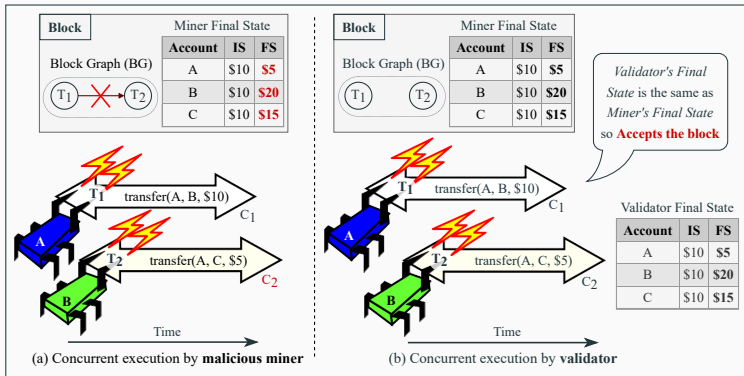 Block
Miner Final State
Block Graph (BG)
T1 T2
Account IS FS
A $10 $5
B $10 $20
C $10 $15
T1
transfer(A, B, $10)
C1
A
T2
transfer(A, C, $5)
C2
B
Time
(a) Concurrent execution by malicious miner
Block
Miner Final State
Block Graph (BG)
T1 T2
Account IS FS
A $10 $5
B $10 $20
C $10 $15
Validator's Final
State is the same as
Miner's Final State
so Accepts the block
T1
transfer(A, B, $10)
C1
A
T2
transfer(A, C, $5)
C2
B
Validator Final State
Account IS FS
A $10 $5
B $10 $20
C $10 $15
Time
(b) Concurrent execution by validator